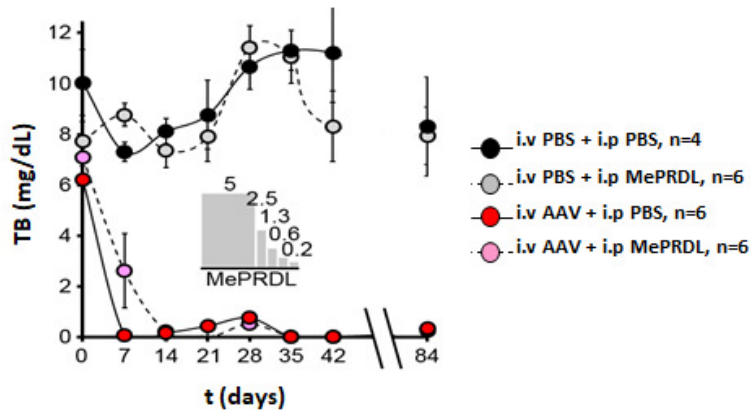 12
10
8
6
4
2
0
TB (mg/dL)
5
2.5
1.3
0.6
0.2
MePRDL
0 7 14 21 28 35 42 84
t (days)
i.v PBS + i.p PBS, n=4
i.v PBS + i.p MePRDL, n=6
i.v AAV + i.p PBS, n=6
i.v AAV + i.p MePRDL, n=6